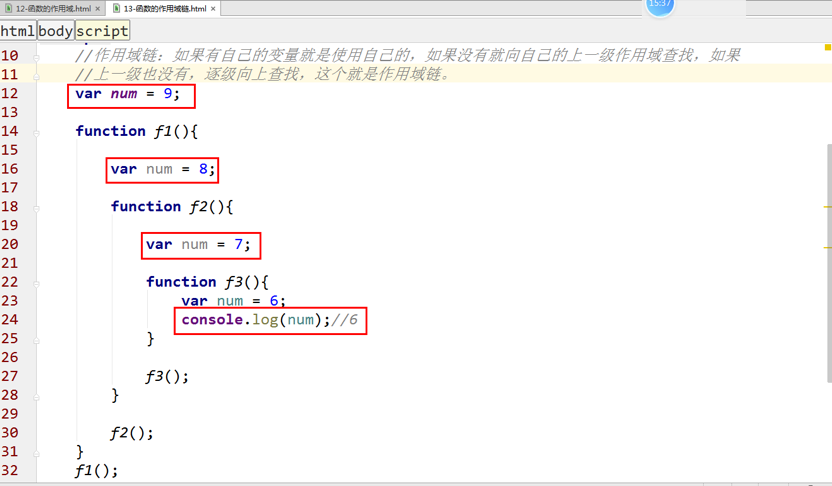 12-函数的作用域.html × 13-函数的作用域链.html ×
15:37
html body script
10 //作用域链：如果有自己的变量就是使用自己的，如果没有就向自己的上一级作用域查找，如果
11 //上一级也没有，逐级向上查找，这个就是作用域链。
12 var num = 9;
13
14 function f1(){
15
16 var num = 8;
17
18 function f2(){
19
20 var num = 7;
21
22 function f3(){
23 var num = 6;
24 console.log(num);//6
25 }
26
27 f3();
28 }
29
30 f2();
31 }
32 f1();